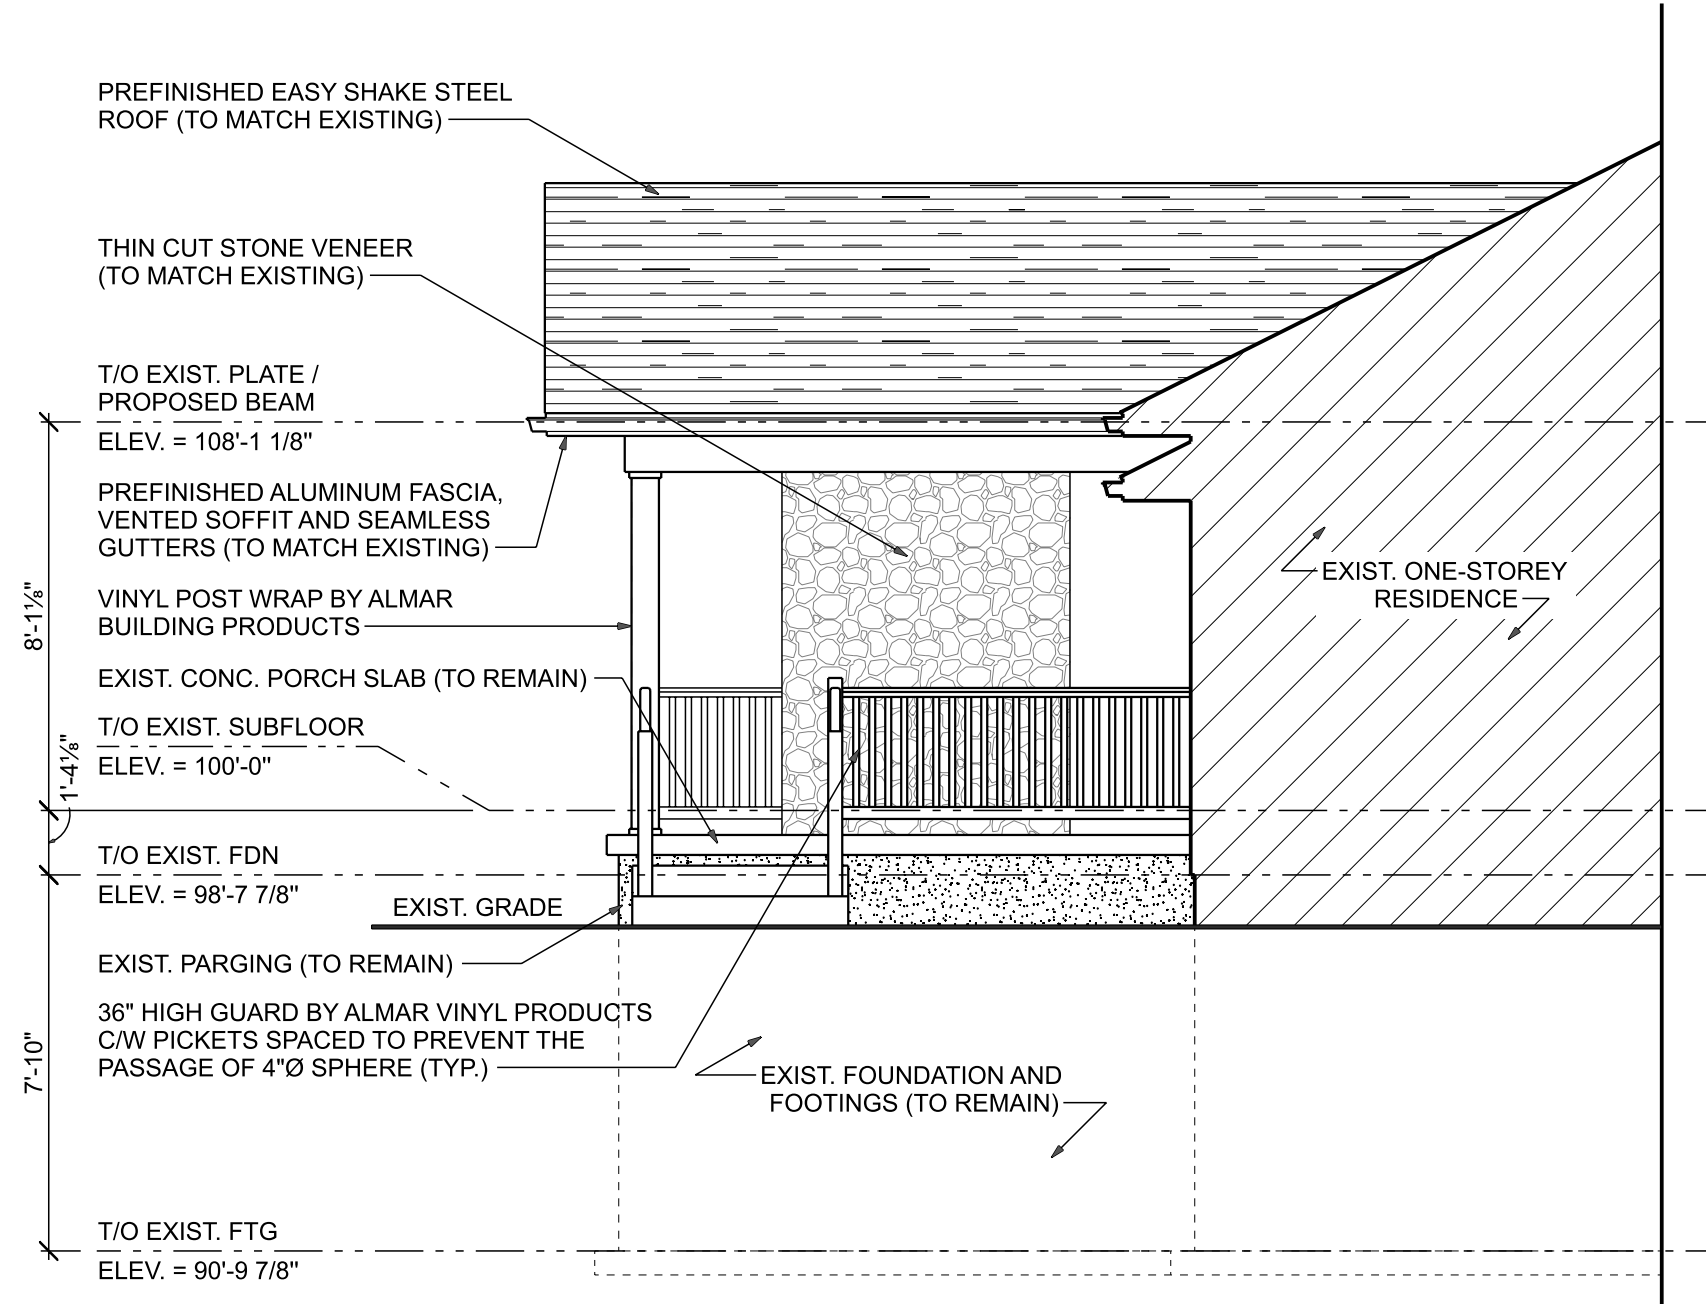 PREFINISHED EASY SHAKE STEEL
ROOF (TO MATCH EXISTING)
THIN CUT STONE VENEER
(TO MATCH EXISTING)
T/O EXIST. PLATE /
PROPOSED BEAM
ELEV. = 108'-1 1/8"
PREFINISHED ALUMINUM FASCIA,
VENTED SOFFIT AND SEAMLESS
GUTTERS (TO MATCH EXISTING)
8'-1⅛"
VINYL POST WRAP BY ALMAR
BUILDING PRODUCTS
EXIST. ONE-STOREY
RESIDENCE
EXIST. CONC. PORCH SLAB (TO REMAIN)
T/O EXIST. SUBFLOOR
ELEV. = 100'-0"
1'-4⅛"
T/O EXIST. FDN
ELEV. = 98'-7 7/8"
EXIST. GRADE
EXIST. PARGING (TO REMAIN)
36" HIGH GUARD BY ALMAR VINYL PRODUCTS
C/W PICKETS SPACED TO PREVENT THE
PASSAGE OF 4"Ø SPHERE (TYP.)
7'-10"
EXIST. FOUNDATION AND
FOOTINGS (TO REMAIN)
T/O EXIST. FTG
ELEV. = 90'-9 7/8"